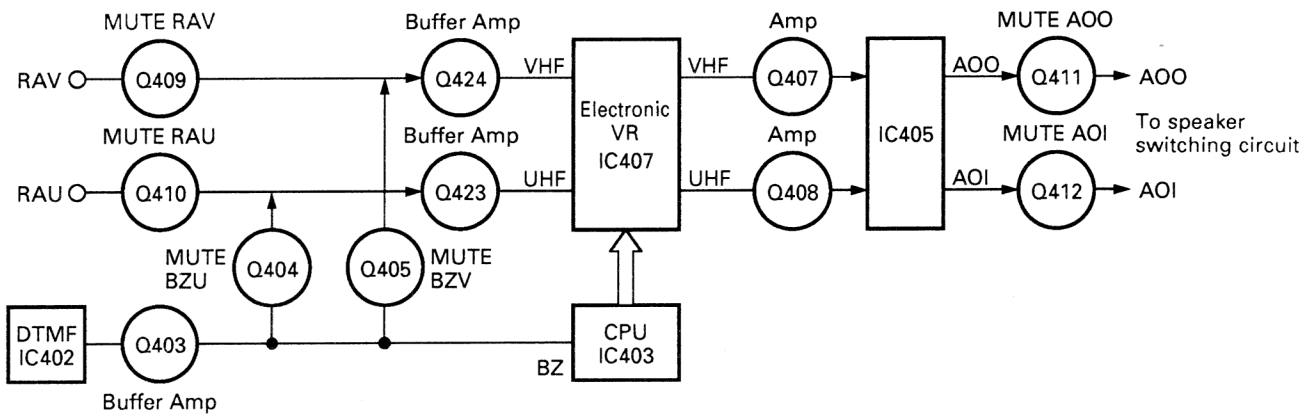 MUTE RAV
Buffer Amp
Amp
MUTE AOO
RAV
Q409
Q424
VHF
Electronic
VR
IC407
VHF
Q407
IC405
AOO
Q411
AOO
MUTE RAU
Buffer Amp
Amp
MUTE AOI
To speaker
switching circuit
RAU
Q410
Q423
UHF
UHF
Q408
AOI
Q412
AOI
MUTE
BZU
Q404
Q405
MUTE
BZV
DTMF
IC402
Q403
Buffer Amp
BZ
CPU
IC403